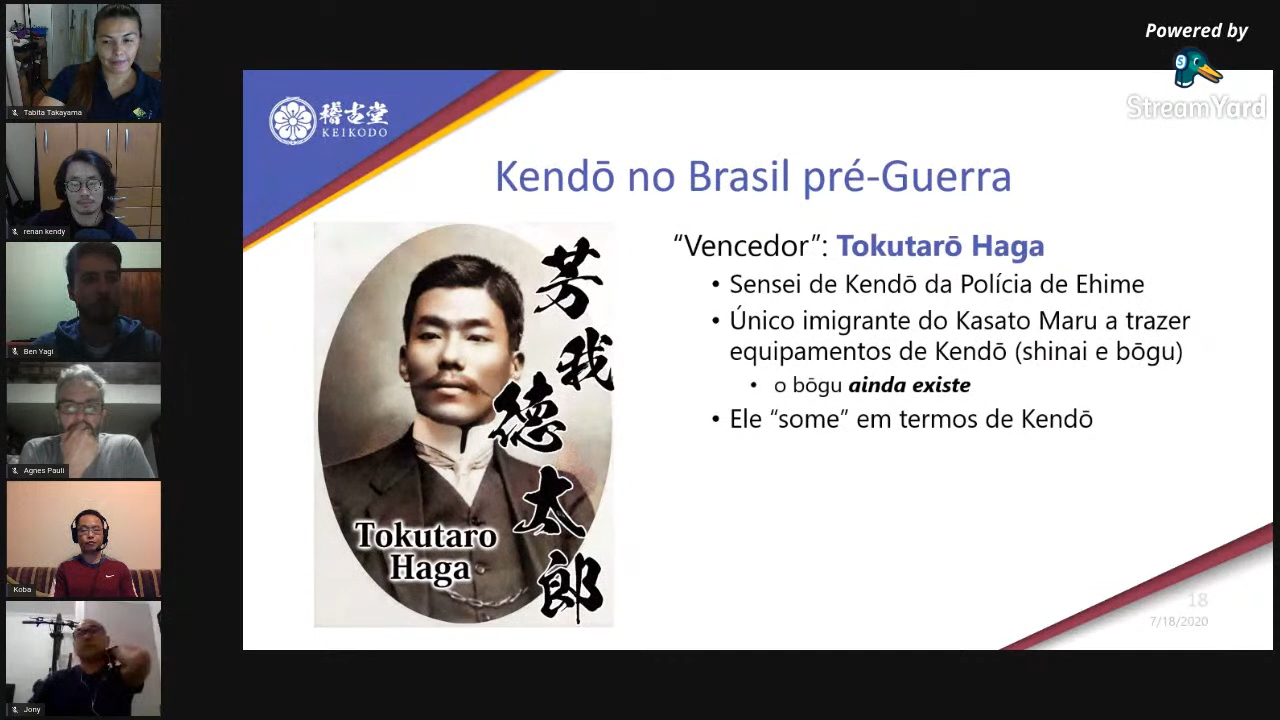 Powered by
StreamYard
Tabita Takayama
renan kendy
Ben Yagi
Agnes Pauli
Koba
Jony
稽古堂
KEIKODO
Kendō no Brasil pré-Guerra
芳我德太郎
Tokutaro
Haga
“Vencedor”: Tokutarō Haga
• Sensei de Kendō da Polícia de Ehime
• Único imigrante do Kasato Maru a trazer
equipamentos de Kendō (shinai e bōgu)
• o bōgu ainda existe
• Ele “some” em termos de Kendō
18
7/18/2020